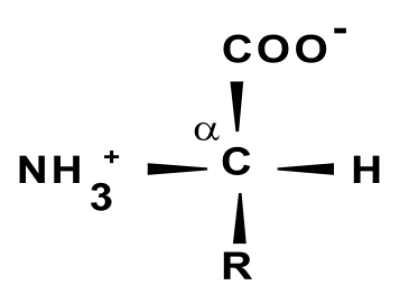 COO-
α
NH3+ C H
R